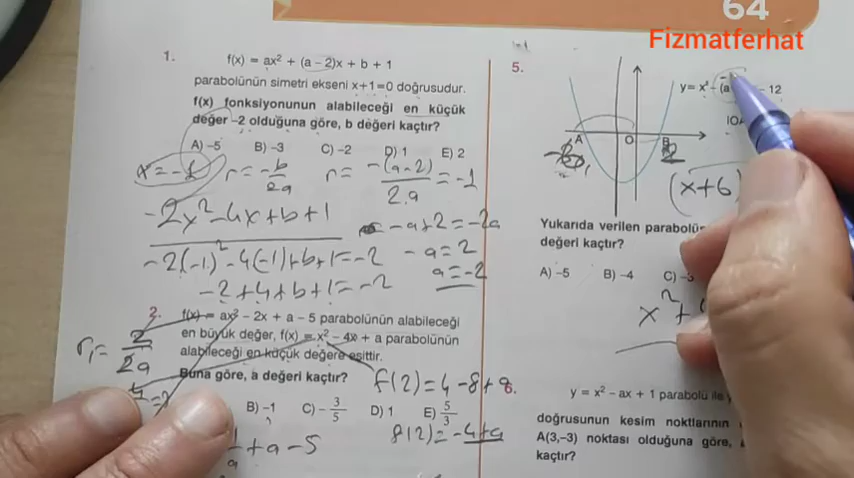 64
Fizmatferhat
1.
f(x) = ax² + (a – 2)x + b + 1
parabolünün simetri ekseni x+1=0 doğrusudur.
f(x) fonksiyonunun alabileceği en küçük
değer –2 olduğuna göre, b değeri kaçtır?
A) –5 B) –3 C) –2 D) 1 E) 2
x = -1 r = -b/2a r = -(a-2)/2.a = -1
-2x² - 4x + b + 1
-a+2 = -2a
-2(-1)² - 4(-1) + b + 1 = -2
-a = 2
a = -2
-2 + 4 + b + 1 = -2
2.
f(x) = ax² – 2x + a – 5 parabolünün alabileceği
en büyük değer, f(x) = x² – 4x + a parabolünün
alabileceği en küçük değere eşittir.
Buna göre, a değeri kaçtır?
r₁ = 2/2a
f(2) = 4 - 8 + a
B) –1 C) –3/5 D) 1 E) 5/3
f(2) = -4+a
+ a - 5
5.
y = x² – (a – 12
A O B
(x+6)
Yukarıda verilen
değeri kaçtır?
A) –5 B) –4 C) –3
x² +
6.
y = x² – ax + 1 parabolü ile
doğrusunun kesim noktlarının
A(3,–3) noktası olduğuna göre,
kaçtır?